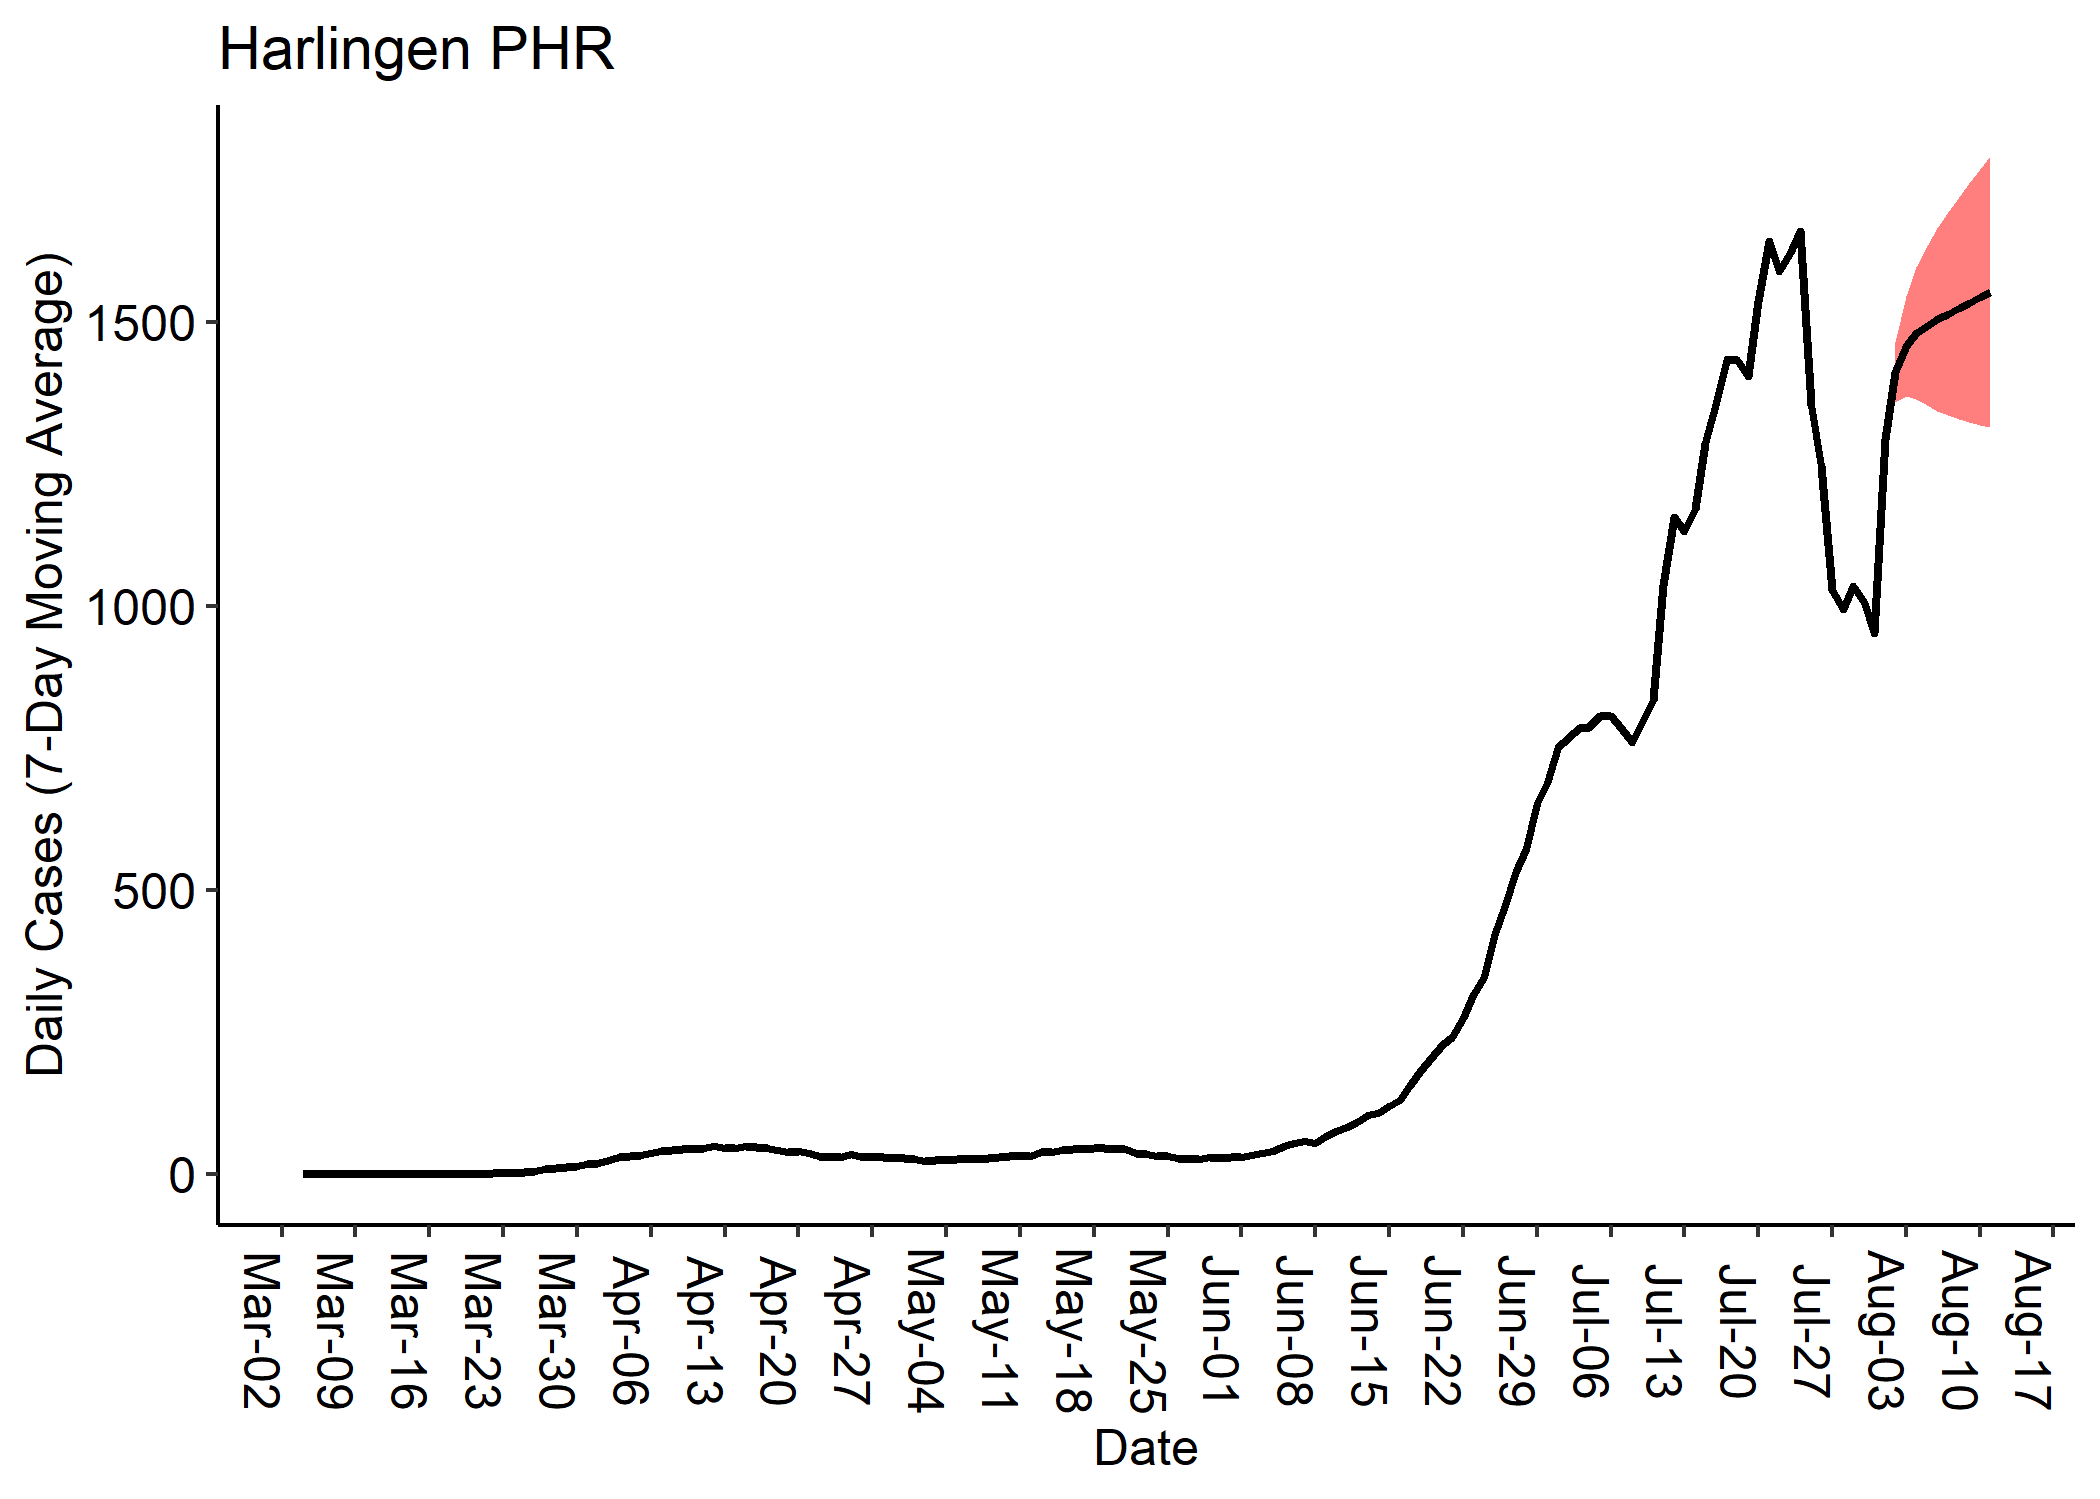 Harlingen PHR
Daily Cases (7-Day Moving Average)
1500
1000
500
0
Mar-02
Mar-09
Mar-16
Mar-23
Mar-30
Apr-06
Apr-13
Apr-20
Apr-27
May-04
May-11
May-18
May-25
Jun-01
Jun-08
Jun-15
Jun-22
Jun-29
Jul-06
Jul-13
Jul-20
Jul-27
Aug-03
Aug-10
Aug-17
Date